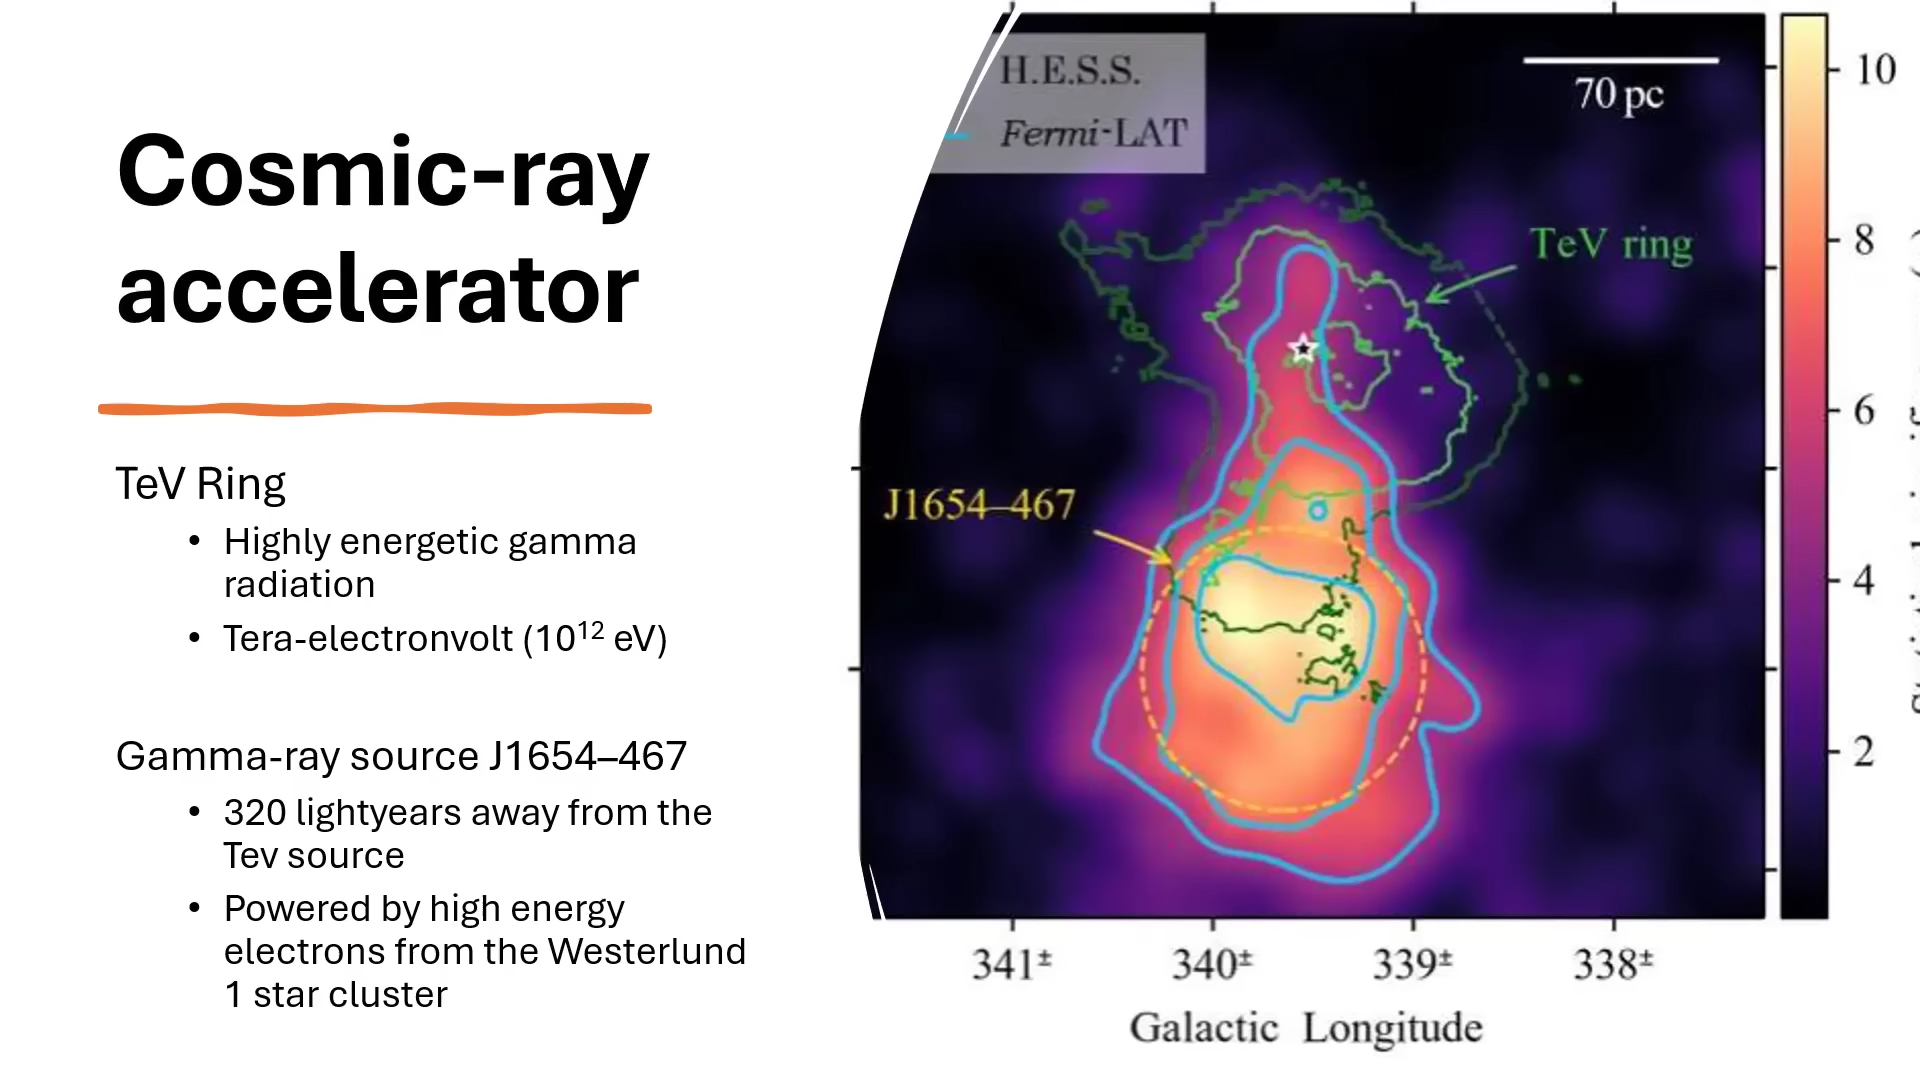 Cosmic-ray
accelerator
TeV Ring
• Highly energetic gamma
radiation
• Tera-electronvolt (10¹² eV)
Gamma-ray source J1654–467
• 320 lightyears away from the
Tev source
• Powered by high energy
electrons from the Westerlund
1 star cluster
H.E.S.S.
Fermi-LAT
70 pc
TeV ring
J1654–467
10
8
6
4
2
341±
340±
339±
338±
Galactic Longitude